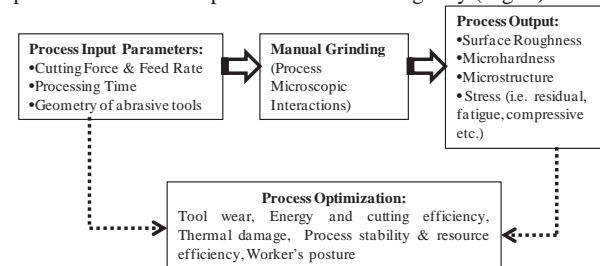 Process Input Parameters:
•Cutting Force & Feed Rate
•Processing Time
•Geometry of abrasive tools
Manual Grinding
(Process
Microscopic
Interactions)
Process Output:
•Surface Roughness
•Microhardness
•Microstructure
•Stress (i.e. residual,
fatigue, compressive
etc.)
Process Optimization:
Tool wear, Energy and cutting efficiency,
Thermal damage, Process stability & resource
efficiency, Worker's posture